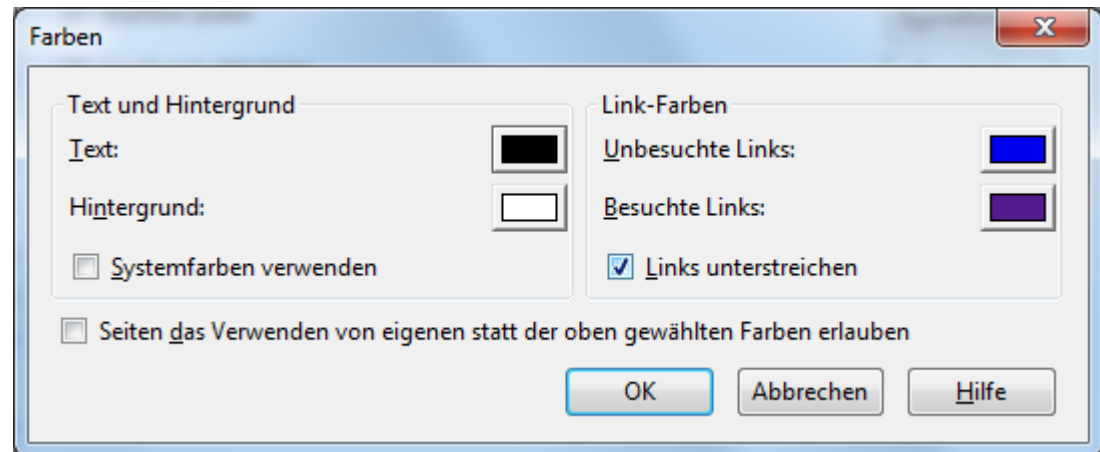 Farben
Text und Hintergrund
Text:
Hintergrund:
Systemfarben verwenden
Link-Farben
Unbesuchte Links:
Besuchte Links:
Links unterstreichen
Seiten das Verwenden von eigenen statt der oben gewählten Farben erlauben
OK
Abbrechen
Hilfe